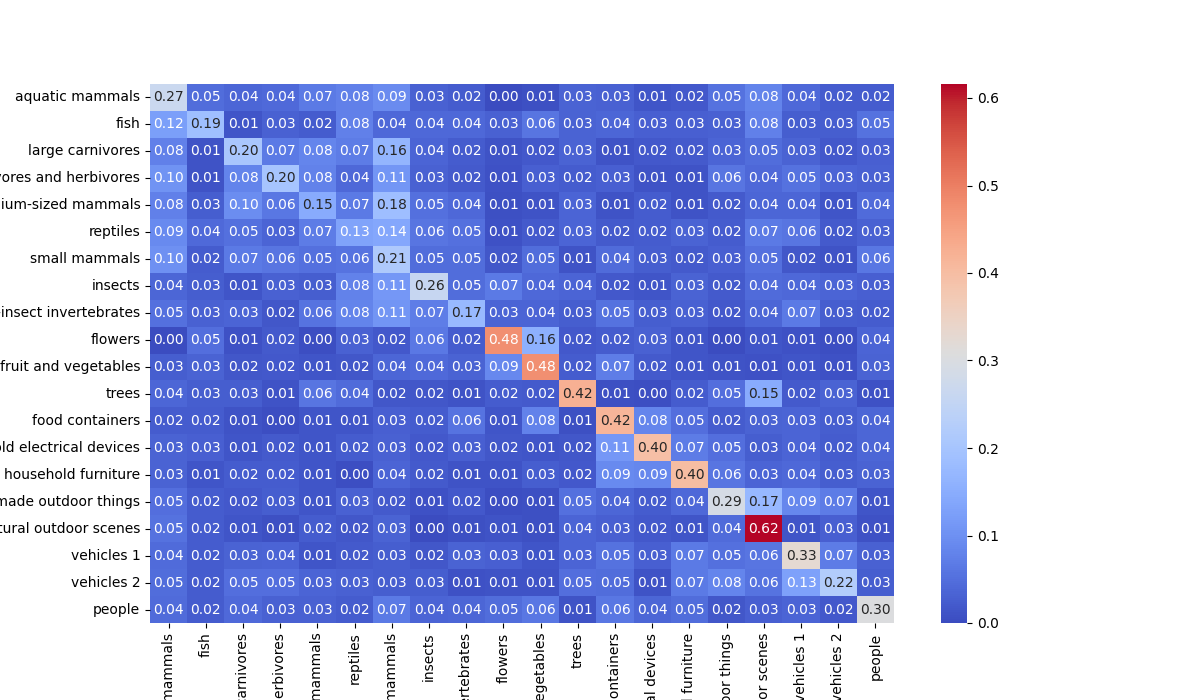 aquatic mammals 0.27 0.05 0.04 0.04 0.07 0.08 0.09 0.03 0.02 0.00 0.01 0.03 0.03 0.01 0.02 0.05 0.08 0.04 0.02 0.02
fish 0.12 0.19 0.01 0.03 0.02 0.08 0.04 0.04 0.04 0.03 0.06 0.03 0.04 0.03 0.03 0.03 0.08 0.03 0.03 0.05
large carnivores 0.08 0.01 0.20 0.07 0.08 0.07 0.16 0.04 0.02 0.01 0.02 0.03 0.01 0.02 0.02 0.03 0.05 0.03 0.02 0.03
vores and herbivores 0.10 0.01 0.08 0.20 0.08 0.04 0.11 0.03 0.02 0.01 0.03 0.02 0.03 0.01 0.01 0.06 0.04 0.05 0.03 0.03
ium-sized mammals 0.08 0.03 0.10 0.06 0.15 0.07 0.18 0.05 0.04 0.01 0.01 0.03 0.01 0.02 0.01 0.02 0.04 0.04 0.01 0.04
reptiles 0.09 0.04 0.05 0.03 0.07 0.13 0.14 0.06 0.05 0.01 0.02 0.03 0.02 0.02 0.03 0.02 0.07 0.06 0.02 0.03
small mammals 0.10 0.02 0.07 0.06 0.05 0.06 0.21 0.05 0.05 0.02 0.05 0.01 0.04 0.03 0.02 0.03 0.05 0.02 0.01 0.06
insects 0.04 0.03 0.01 0.03 0.03 0.08 0.11 0.26 0.05 0.07 0.04 0.04 0.02 0.01 0.03 0.02 0.04 0.04 0.03 0.03
insect invertebrates 0.05 0.03 0.03 0.02 0.06 0.08 0.11 0.07 0.17 0.04 0.03 0.03 0.05 0.03 0.03 0.02 0.04 0.07 0.03 0.02
flowers 0.00 0.05 0.01 0.02 0.00 0.03 0.02 0.06 0.02 0.48 0.16 0.02 0.02 0.03 0.01 0.00 0.01 0.01 0.00 0.04
fruit and vegetables 0.03 0.03 0.02 0.02 0.01 0.02 0.04 0.04 0.03 0.09 0.48 0.02 0.07 0.02 0.01 0.01 0.01 0.01 0.01 0.03
trees 0.04 0.03 0.03 0.01 0.06 0.04 0.02 0.02 0.01 0.02 0.02 0.42 0.01 0.00 0.02 0.05 0.15 0.02 0.03 0.01
food containers 0.02 0.02 0.01 0.00 0.01 0.02 0.03 0.02 0.06 0.01 0.08 0.01 0.42 0.08 0.05 0.02 0.03 0.03 0.03 0.04
ld electrical devices 0.03 0.03 0.01 0.02 0.01 0.02 0.03 0.02 0.03 0.02 0.01 0.02 0.11 0.40 0.07 0.05 0.03 0.04 0.02 0.04
household furniture 0.03 0.01 0.02 0.02 0.01 0.00 0.04 0.02 0.01 0.01 0.03 0.02 0.09 0.09 0.40 0.06 0.03 0.04 0.03 0.03
made outdoor things 0.05 0.02 0.02 0.03 0.01 0.03 0.02 0.01 0.02 0.00 0.01 0.05 0.04 0.02 0.04 0.29 0.17 0.09 0.07 0.01
tural outdoor scenes 0.05 0.02 0.01 0.01 0.02 0.02 0.03 0.00 0.01 0.01 0.01 0.04 0.03 0.02 0.01 0.04 0.62 0.01 0.03 0.01
vehicles 1 0.04 0.02 0.03 0.04 0.01 0.02 0.03 0.02 0.03 0.03 0.01 0.03 0.05 0.03 0.07 0.05 0.06 0.33 0.07 0.03
vehicles 2 0.05 0.02 0.05 0.05 0.03 0.03 0.03 0.03 0.01 0.01 0.01 0.05 0.05 0.01 0.07 0.08 0.06 0.13 0.22 0.03
people 0.04 0.02 0.04 0.03 0.03 0.02 0.07 0.04 0.04 0.05 0.06 0.01 0.06 0.04 0.05 0.02 0.03 0.03 0.02 0.30
mammals
fish
arnivores
erbivores
mammals
reptiles
mammals
insects
rtebrates
flowers
egetables
trees
ontainers
al devices
furniture
or things
or scenes
vehicles 1
vehicles 2
people
0.6
0.5
0.4
0.3
0.2
0.1
0.0